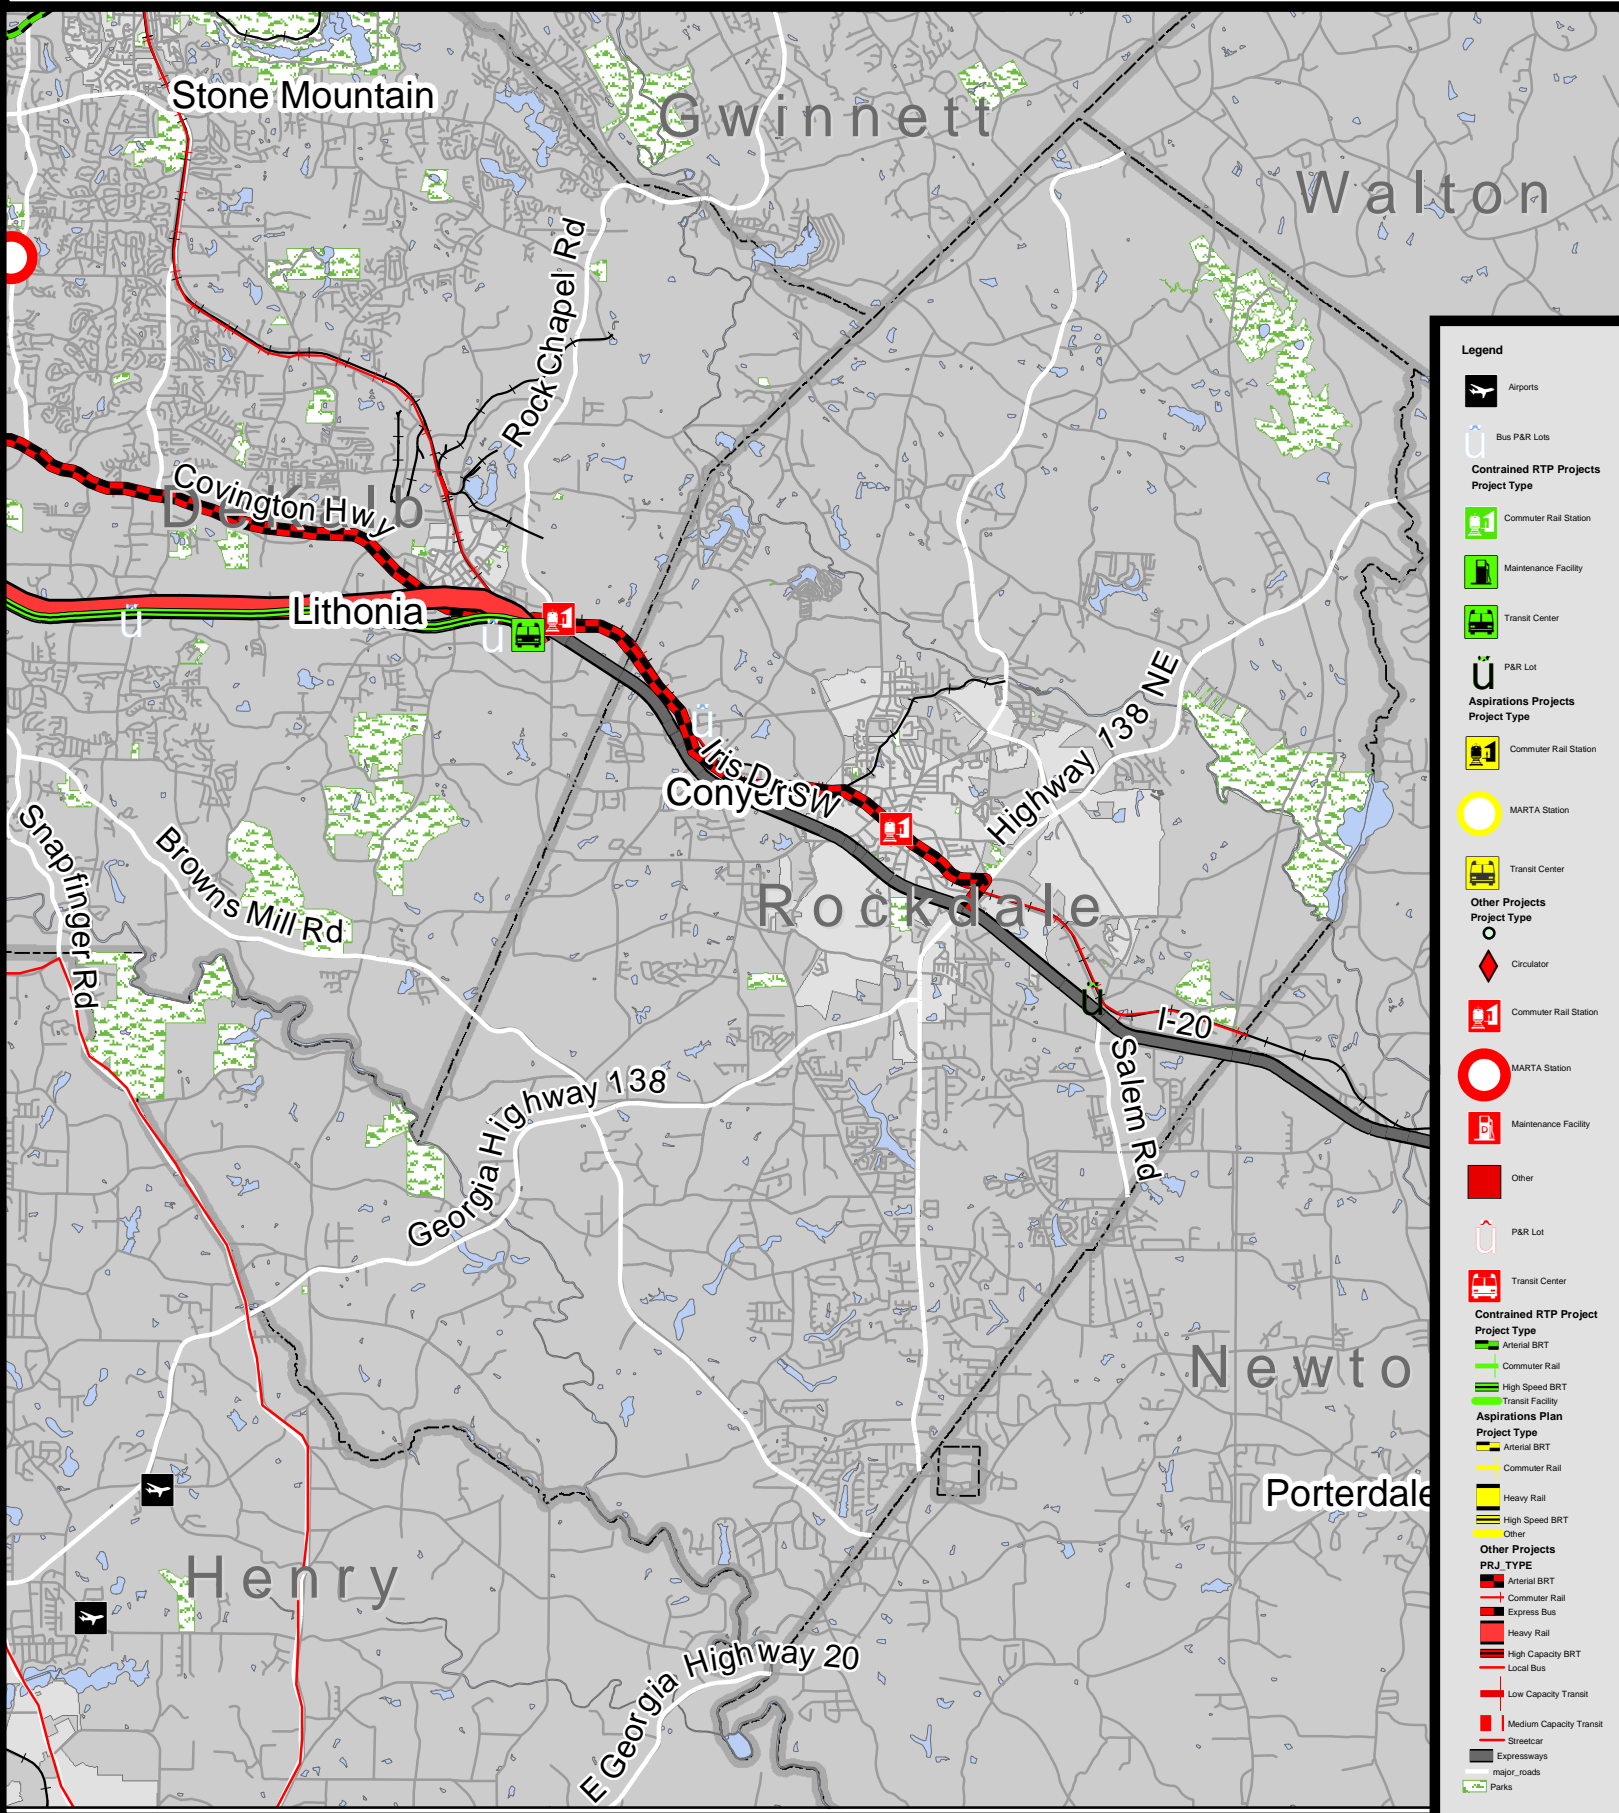 Stone Mountain
Gwinnett
Walton
Rock Chapel Rd
Covington Hwy
DeKalb
Lithonia
ü
ü
ü
Iris Dr SW
Conyers
Highway 138 NE
Rockdale
Snapfinger Rd
Browns Mill Rd
ü
I-20
Salem Rd
Georgia Highway 138
Newto
Porterdale
Henry
E Georgia Highway 20
Legend
Airports
ü Bus P&R Lots
Contrained RTP Projects
Project Type
Commuter Rail Station
Maintenance Facility
Transit Center
ü P&R Lot
Aspirations Projects
Project Type
Commuter Rail Station
MARTA Station
Transit Center
Other Projects
Project Type
Circulator
Commuter Rail Station
MARTA Station
Maintenance Facility
Other
ü P&R Lot
Transit Center
Contrained RTP Project
Project Type
Arterial BRT
Commuter Rail
High Speed BRT
Transit Facility
Aspirations Plan
Project Type
Arterial BRT
Commuter Rail
Heavy Rail
High Speed BRT
Other
Other Projects
PRJ_TYPE
Arterial BRT
Commuter Rail
Express Bus
Heavy Rail
High Capacity BRT
Local Bus
Low Capacity Transit
Medium Capacity Transit
Streetcar
Expressways
major_roads
Parks